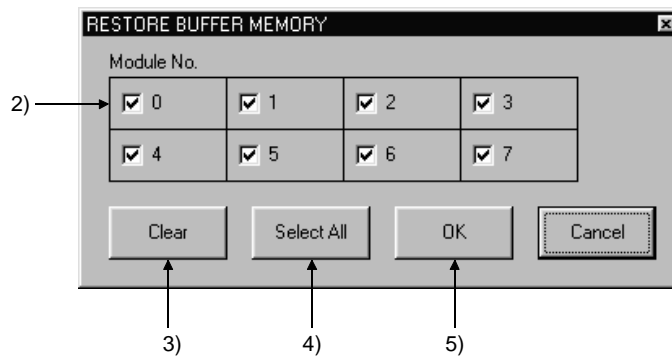 RESTORE BUFFER MEMORY
Module No.
2)
0 1 2 3
4 5 6 7
Clear Select All OK Cancel
3) 4) 5)